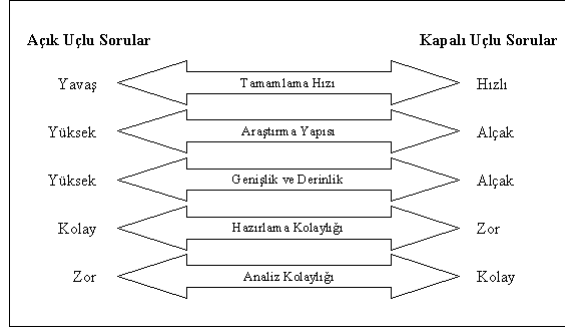 Açık Uçlu Sorular Kapalı Uçlu Sorular
Yavaş Tamamlama Hızı Hızlı
Yüksek Araştırma Yapısı Alçak
Yüksek Genişlik ve Derinlik Alçak
Kolay Hazırlama Kolaylığı Zor
Zor Analiz Kolaylığı Kolay